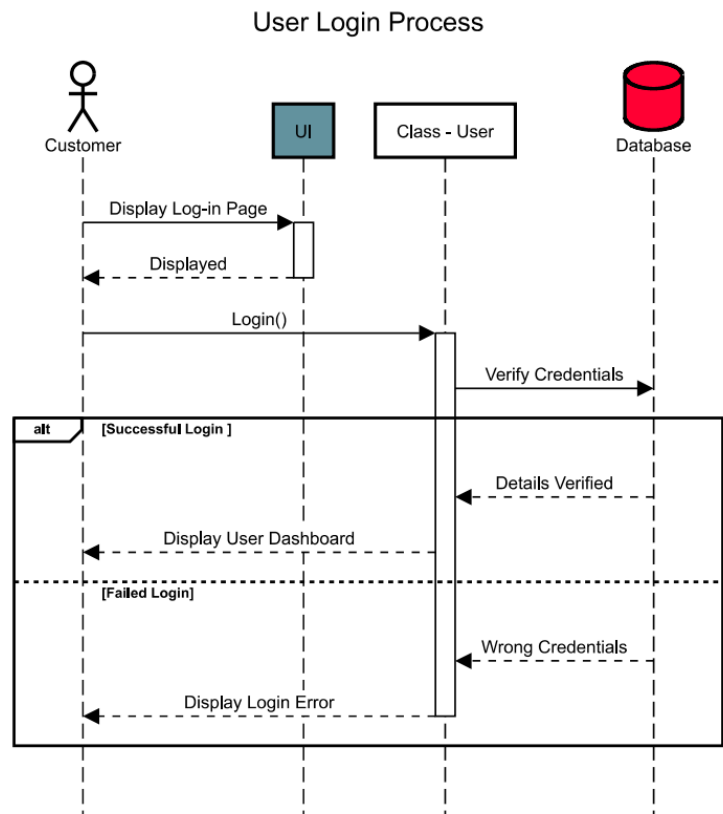 User Login Process
Customer
UI
Class - User
Database
Display Log-in Page
Displayed
Login()
Verify Credentials
alt
[Successful Login ]
Details Verified
Display User Dashboard
[Failed Login]
Wrong Credentials
Display Login Error